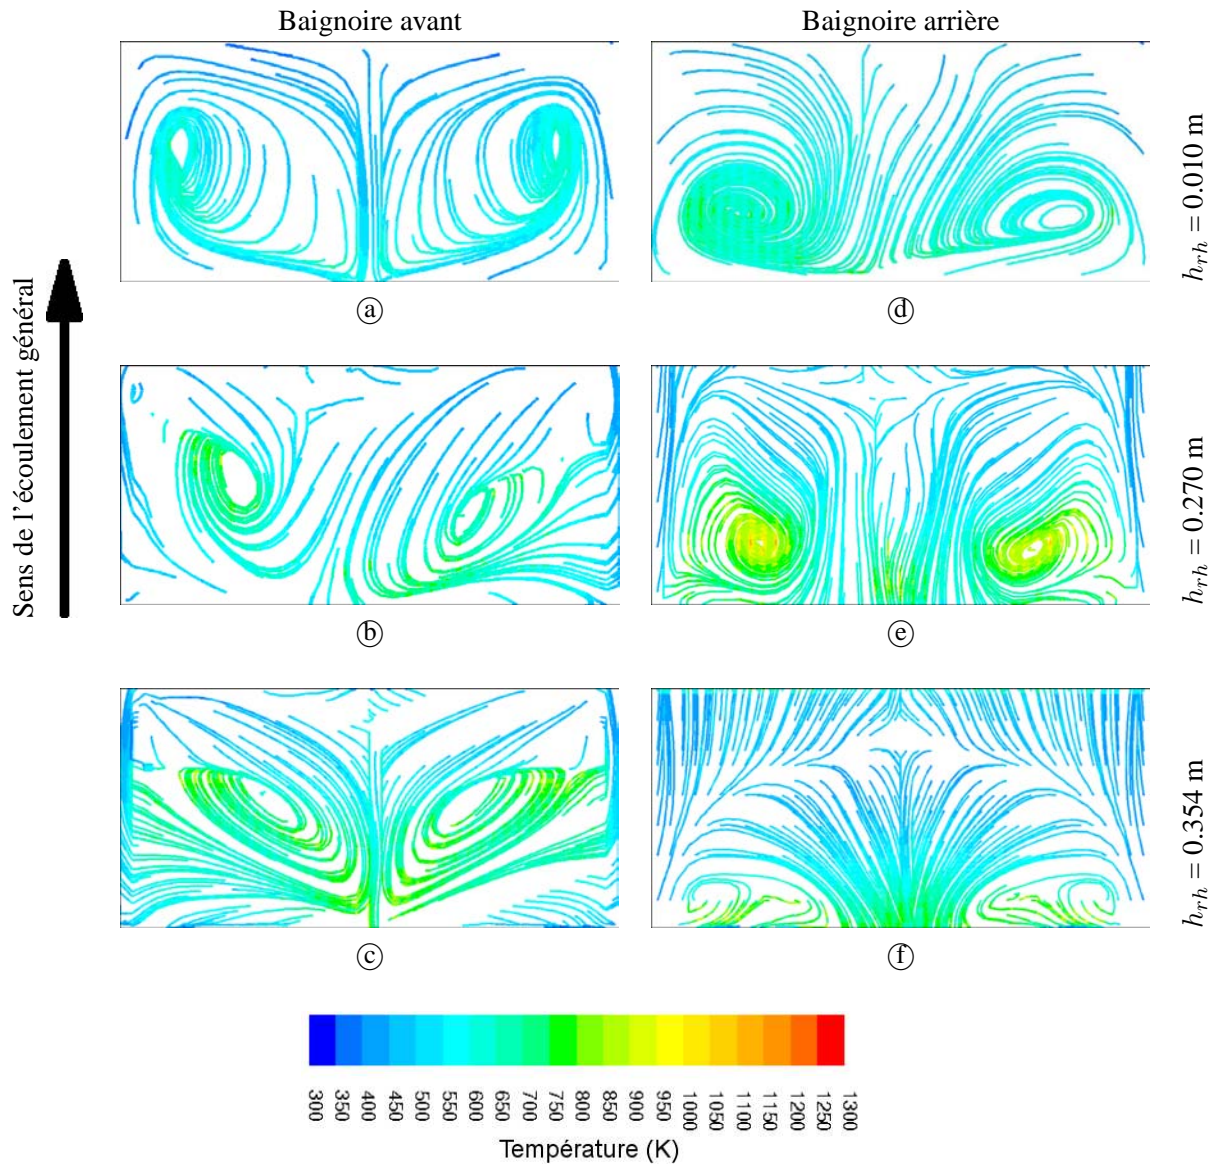 Baignoire avant
Baignoire arrière
Sens de l'écoulement général
h_rh = 0.010 m
ⓐ
ⓓ
h_rh = 0.270 m
ⓑ
ⓔ
h_rh = 0.354 m
ⓒ
ⓕ
300 350 400 450 500 550 600 650 700 750 800 850 900 950 1000 1050 1100 1150 1200 1250 1300
Température (K)